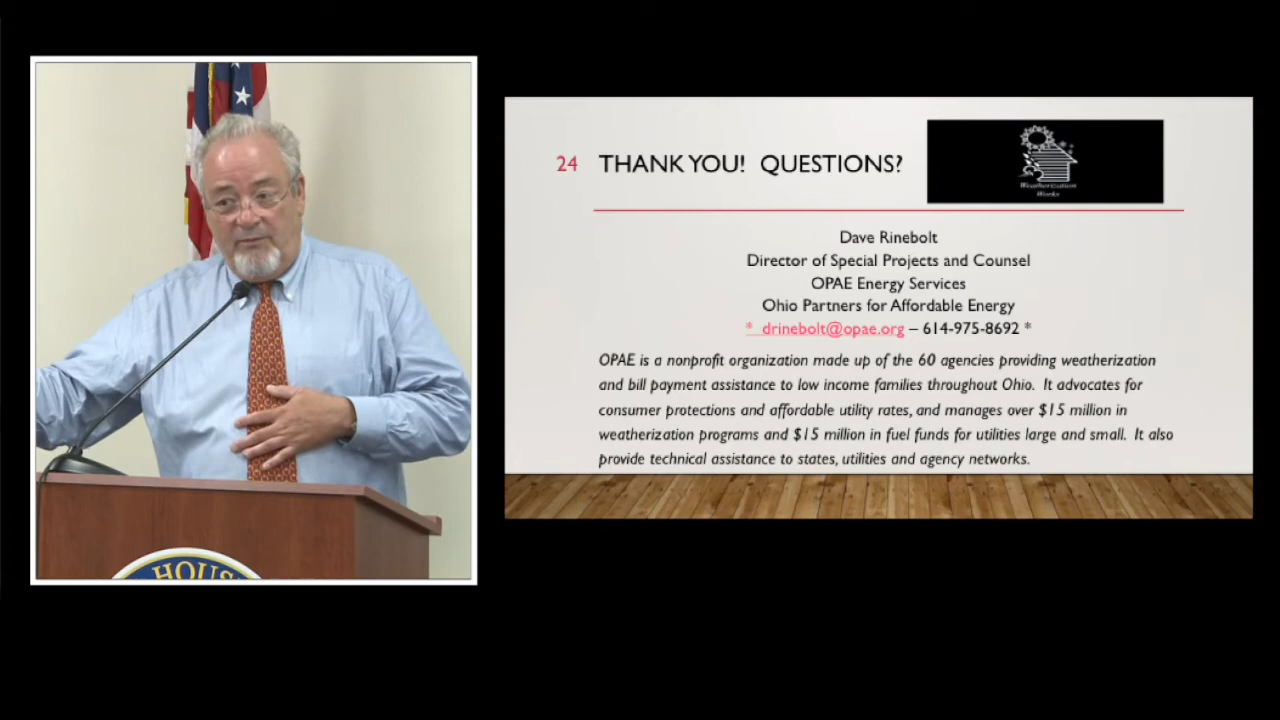 HOUS
24 THANK YOU! QUESTIONS?
Weatherization
Works
Dave Rinebolt
Director of Special Projects and Counsel
OPAE Energy Services
Ohio Partners for Affordable Energy
* drinebolt@opae.org – 614-975-8692 *
OPAE is a nonprofit organization made up of the 60 agencies providing weatherization
and bill payment assistance to low income families throughout Ohio. It advocates for
consumer protections and affordable utility rates, and manages over $15 million in
weatherization programs and $15 million in fuel funds for utilities large and small. It also
provide technical assistance to states, utilities and agency networks.